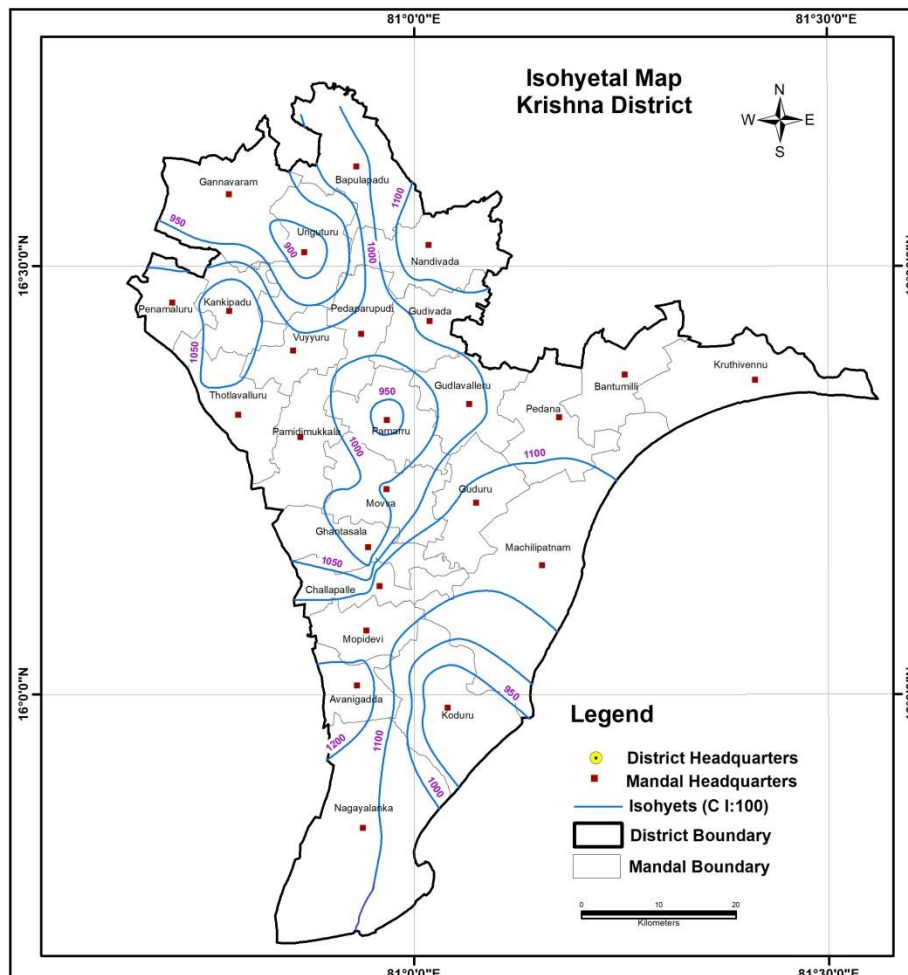 81°0'0"E
81°30'0"E
Isohyetal Map
Krishna District
N
W
E
S
Gannavaram
Bapulapadu
1100
950
Unguturu
900
1000
Nandivada
16°30'0"N
Penamaluru
Kankipadu
Pedaparupudi
Gudivada
1050
Vuyyuru
Kruthivennu
Bantumilli
Thotlavalluru
950
Gudlavalleru
Pedana
Pamarru
Pamidimukkala
1000
1100
Movva
Guduru
Ghantasala
Machilipatnam
1050
Challapalle
Mopidevi
16°0'0"N
Avanigadda
950
Koduru
1200
1100
1000
Nagayalanka
Legend
District Headquarters
Mandal Headquarters
Isohyets (C I:100)
District Boundary
Mandal Boundary
0 10 20
Kilometers
81°0'0"E
81°30'0"E